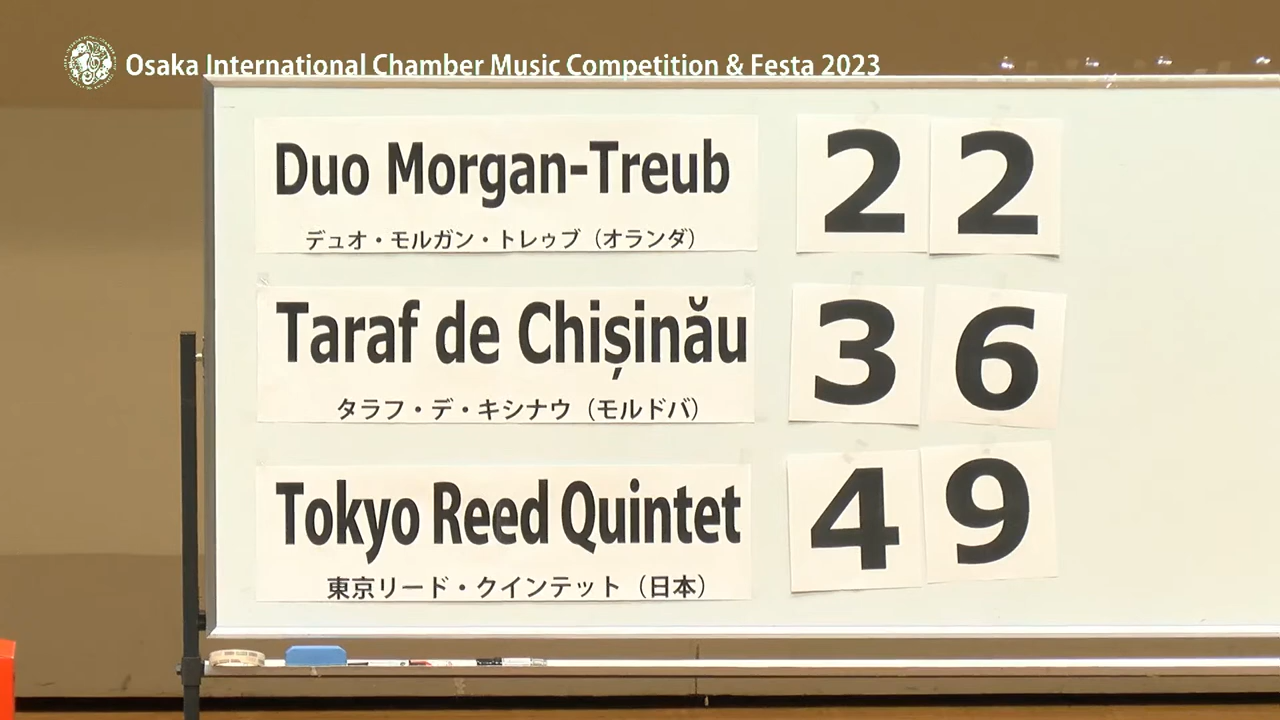 Osaka International Chamber Music Competition & Festa 2023
Duo Morgan-Treub 22
デュオ・モルガン・トレゥブ（オランダ）
Taraf de Chișinău 36
タラフ・デ・キシナウ（モルドバ）
Tokyo Reed Quintet 49
東京リード・クインテット（日本）